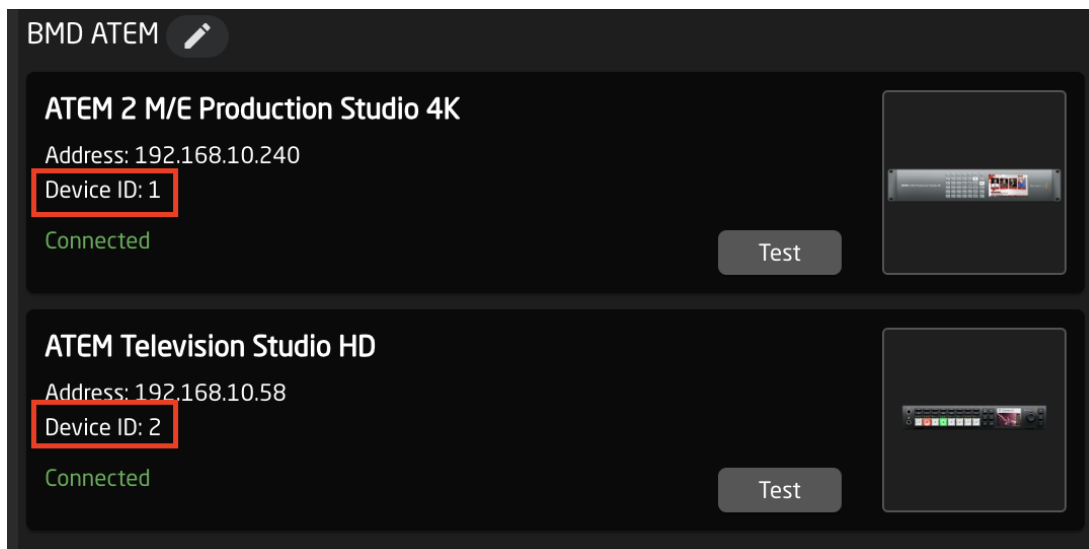 BMD ATEM
ATEM 2 M/E Production Studio 4K
Address: 192.168.10.240
Device ID: 1
Connected
Test
ATEM Television Studio HD
Address: 192.168.10.58
Device ID: 2
Connected
Test